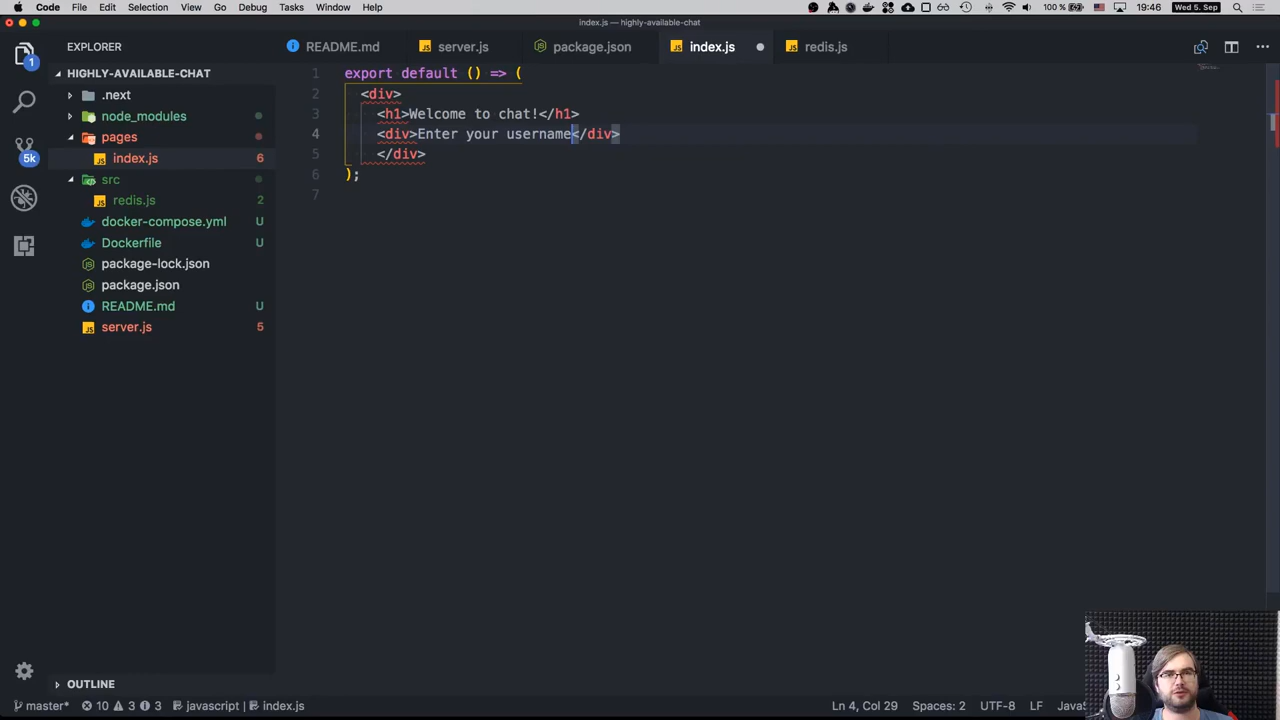 Code File Edit Selection View Go Debug Tasks Window Help 100 % Wed 5. Sep 19:46
index.js — highly-available-chat
EXPLORER
README.md server.js package.json index.js redis.js
HIGHLY-AVAILABLE-CHAT
.next
node_modules
pages
index.js 6
src
redis.js 2
docker-compose.yml U
Dockerfile U
package-lock.json
package.json
README.md U
server.js 5
1
5k
1 export default () => (
2 <div>
3 <h1>Welcome to chat!</h1>
4 <div>Enter your username</div>
5 </div>
6 );
7
OUTLINE
master* 10 3 3 javascript index.js Ln 4, Col 29 Spaces: 2 UTF-8 LF